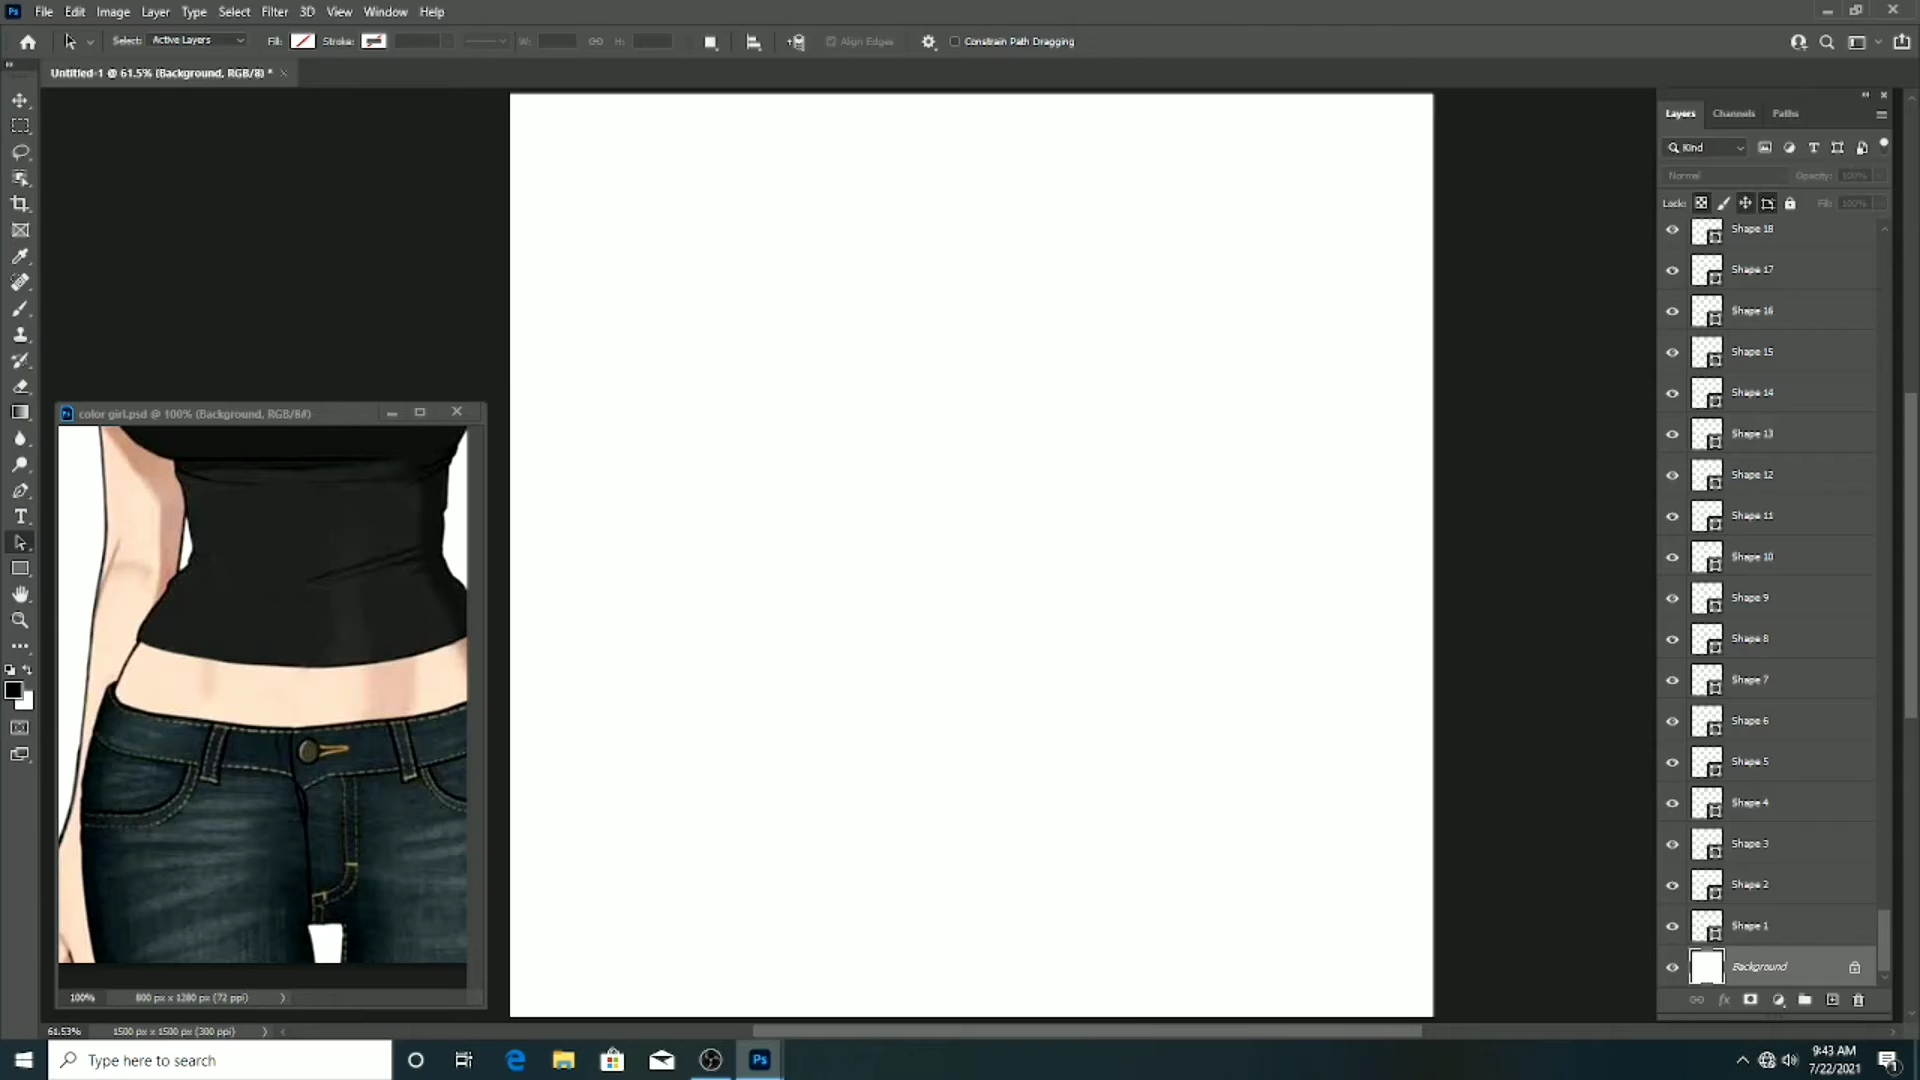 Ps File Edit Image Layer Type Select Filter 3D View Window Help
Select: Active Layers Fill: Stroke: W: H: Align Edges Constrain Path Dragging
Untitled-1 @ 61.5% (Background, RGB/8) * ×
Layers Channels Paths
Kind
Normal Opacity: 100%
Lock: Fill: 100%
Shape 18
Shape 17
Shape 16
Shape 15
Shape 14
Shape 13
Shape 12
Shape 11
Shape 10
Shape 9
Shape 8
Shape 7
Shape 6
Shape 5
Shape 4
Shape 3
Shape 2
Shape 1
Background
fx
color girl.psd @ 100% (Background, RGB/8#)
100% 800 px x 1280 px (72 ppi)
61.53% 1500 px x 1500 px (300 ppi)
Type here to search
Ps
9:43 AM
7/22/2021
1